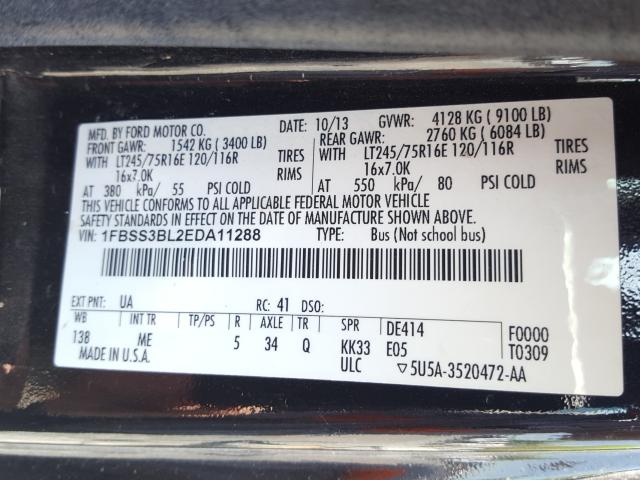 MFD. BY FORD MOTOR CO. DATE: 10/13 GVWR: 4128 KG ( 9100 LB)
FRONT GAWR: 1542 KG ( 3400 LB) REAR GAWR: 2760 KG ( 6084 LB)
WITH LT245/75R16E 120/116R TIRES WITH LT245/75R16E 120/116R TIRES
16x7.0K RIMS 16x7.0K RIMS
AT 380 kPa/ 55 PSI COLD AT 550 kPa/ 80 PSI COLD
THIS VEHICLE CONFORMS TO ALL APPLICABLE FEDERAL MOTOR VEHICLE
SAFETY STANDARDS IN EFFECT ON THE DATE OF MANUFACTURE SHOWN ABOVE.
VIN: 1FBSS3BL2EDA11288 TYPE: Bus (Not school bus)
EXT PNT: UA RC: 41 DSO:
WB INT TR TP/PS R AXLE TR SPR DE414 F0000
138 ME 5 34 Q KK33 E05 T0309
MADE IN U.S.A. ULC ▽5U5A-3520472-AA